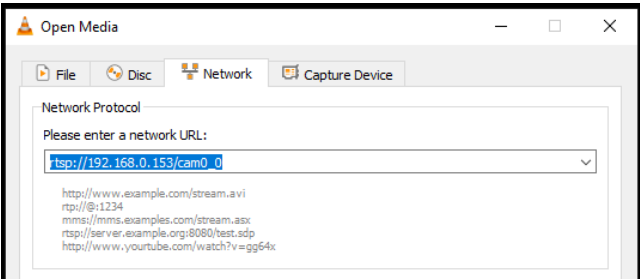 Open Media
File Disc Network Capture Device
Network Protocol
Please enter a network URL:
rtsp://192.168.0.153/cam0_0
http://www.example.com/stream.avi
rtp://@:1234
mms://mms.examples.com/stream.asx
rtsp://server.example.org:8080/test.sdp
http://www.yourtube.com/watch?v=gg64x